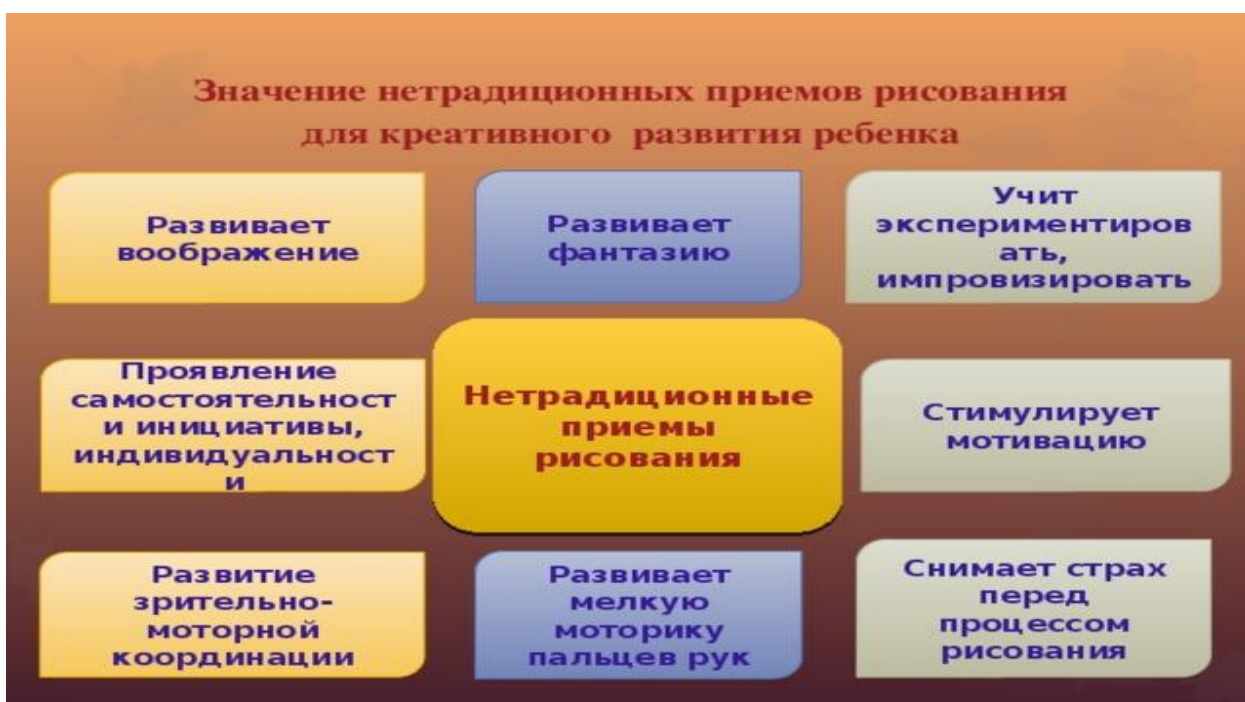 Значение нетрадиционных приемов рисования
для креативного развития ребенка
Развивает
воображение
Развивает
фантазию
Учит
экспериментиров
ать,
импровизировать
Проявление
самостоятельност
и инициативы,
индивидуальност
и
Нетрадиционные
приемы
рисования
Стимулирует
мотивацию
Развитие
зрительно-
моторной
координации
Развивает
мелкую
моторику
пальцев рук
Снимает страх
перед
процессом
рисования